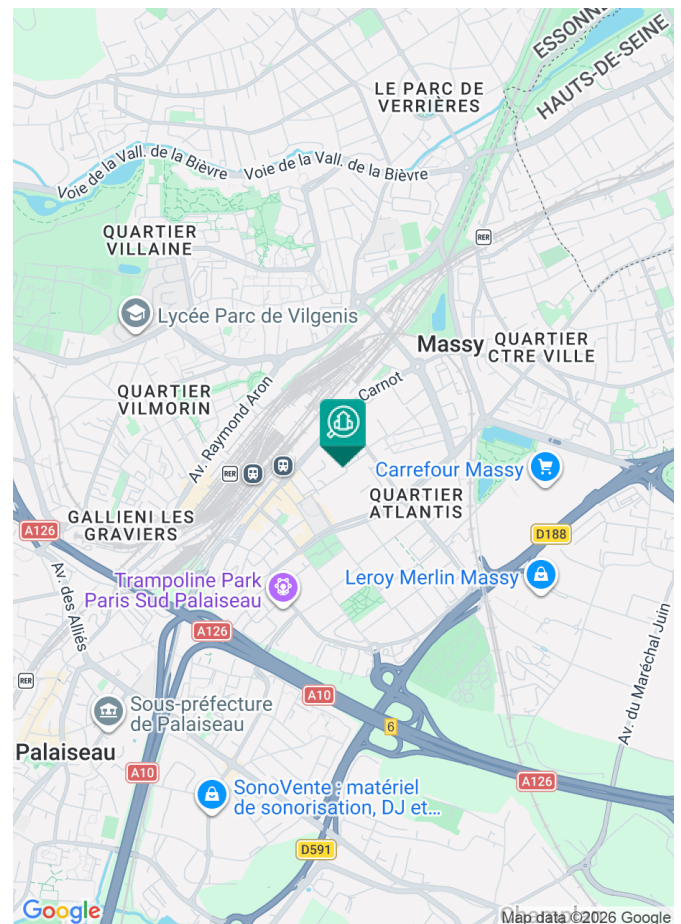 ESSONNE
HAUTS-DE-SEINE
LE PARC DE
VERRIÈRES
Voie de la Vall. de la Bièvre
Voie de la Vall. de la Bièvre
QUARTIER
VILLAINE
RER
Lycée Parc de Vilgenis
Massy
QUARTIER
CTRE VILLE
Carnot
QUARTIER
VILMORIN
Av. Raymond Aron
RER
Carrefour Massy
QUARTIER
ATLANTIS
GALLIENI LES
GRAVIERS
A126
D188
Av. des Alliés
Trampoline Park
Paris Sud Palaiseau
Leroy Merlin Massy
A126
Av. du Maréchal Juin
RER
A10
Sous-préfecture
de Palaiseau
6
Palaiseau
A10
A126
SonoVente : matériel
de sonorisation, DJ et...
D591
Google
Map data ©2026 Google